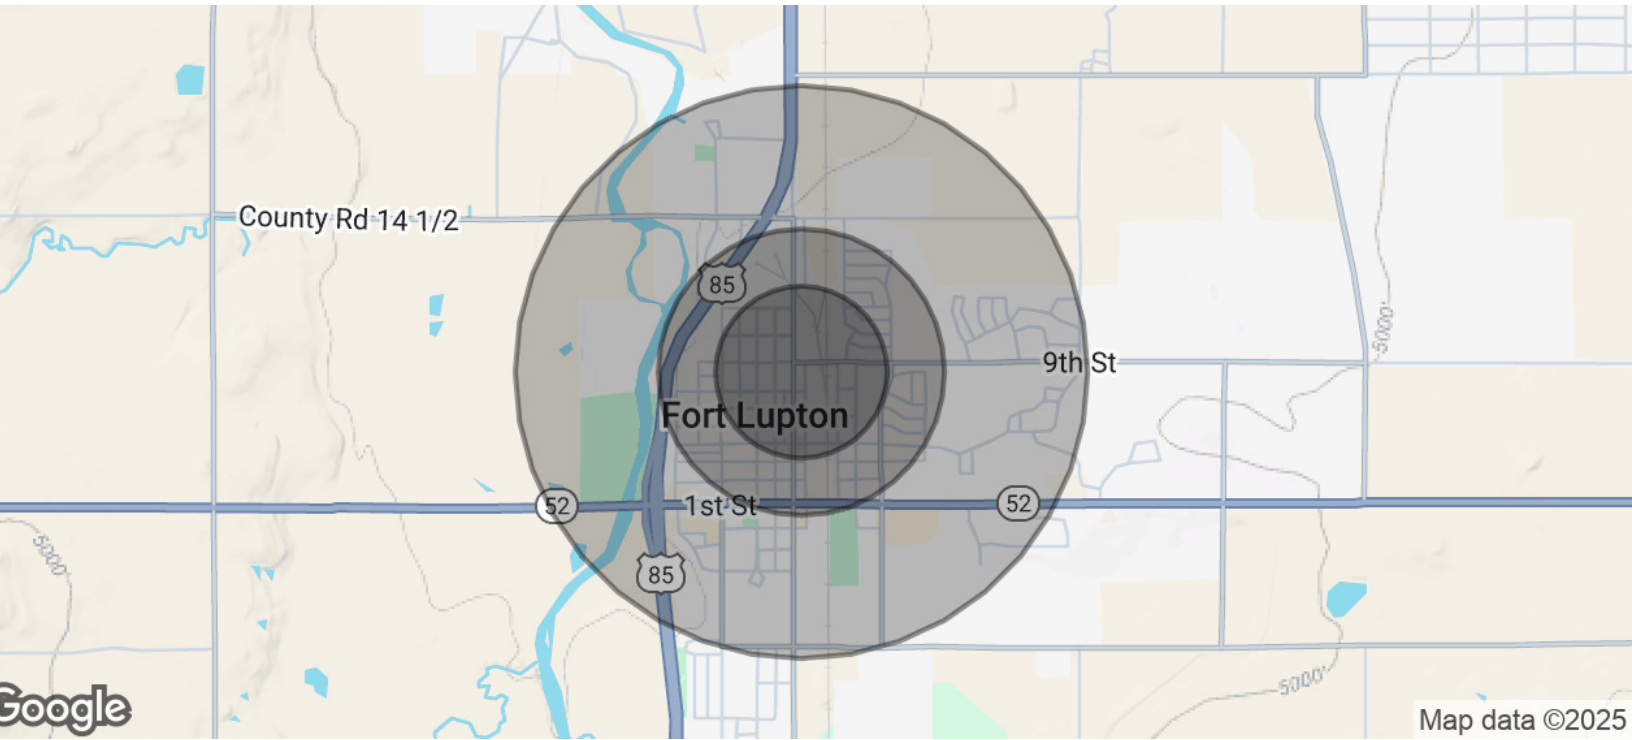 County Rd 14 1/2
85
5000'
9th St
Fort Lupton
52
1st St
52
5000'
85
5000'
Google
Map data ©2025